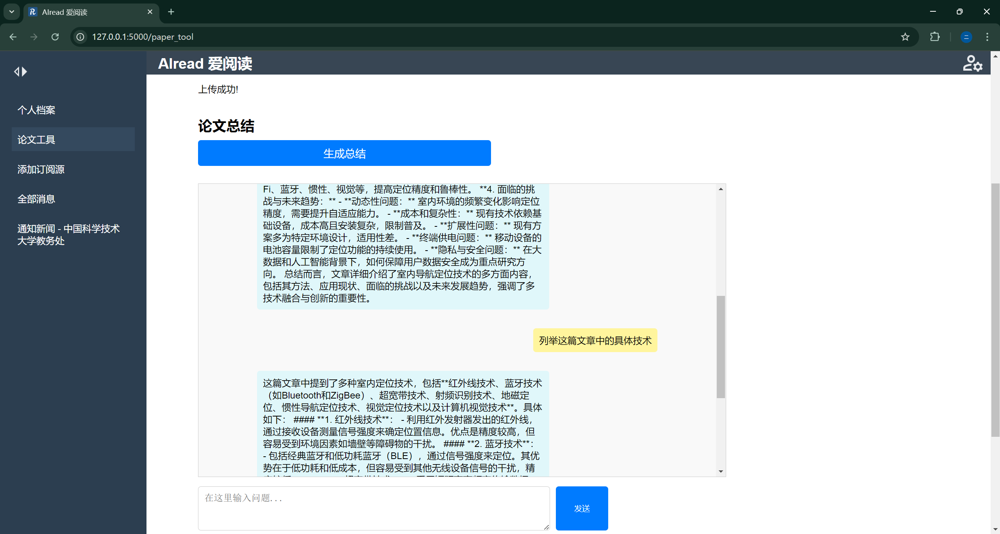 AIread 爱阅读
127.0.0.1:5000/paper_tool
AIread 爱阅读
个人档案
论文工具
添加订阅源
全部消息
通知新闻 - 中国科学技术
大学教务处
上传成功!
论文总结
生成总结
Fi、蓝牙、惯性、视觉等，提高定位精度和鲁棒性。 **4. 面临的挑
战与未来趋势：** - **动态性问题：** 室内环境的频繁变化影响定位
精度，需要提升自适应能力。 - **成本和复杂性：** 现有技术依赖基
础设备，成本高且安装复杂，限制普及。 - **扩展性问题：** 现有方
案多为特定环境设计，适用性差。 - **终端供电问题：** 移动设备的
电池容量限制了定位功能的持续使用。 - **隐私与安全问题：** 在大
数据和人工智能背景下，如何保障用户数据安全成为重点研究方
向。 总结而言，文章详细介绍了室内导航定位技术的多方面内容，
包括其方法、应用现状、面临的挑战以及未来发展趋势，强调了多
技术融合与创新的重要性。
列举这篇文章中的具体技术
这篇文章中提到了多种室内定位技术，包括**红外线技术、蓝牙技术
（如Bluetooth和ZigBee）、超宽带技术、射频识别技术、地磁定
位、惯性导航定位技术、视觉定位技术以及计算机视觉技术**。具体
如下： #### **1. 红外线技术**： - 利用红外发射器发出的红外线，
通过接收设备测量信号强度来确定位置信息。优点是精度较高，但
容易受到环境因素如墙壁等障碍物的干扰。 #### **2. 蓝牙技术**：
- 包括经典蓝牙和低功耗蓝牙（BLE），通过信号强度来定位。其优
势在于低功耗和低成本，但容易受到其他无线设备信号的干扰，精
在这里输入问题...
发送